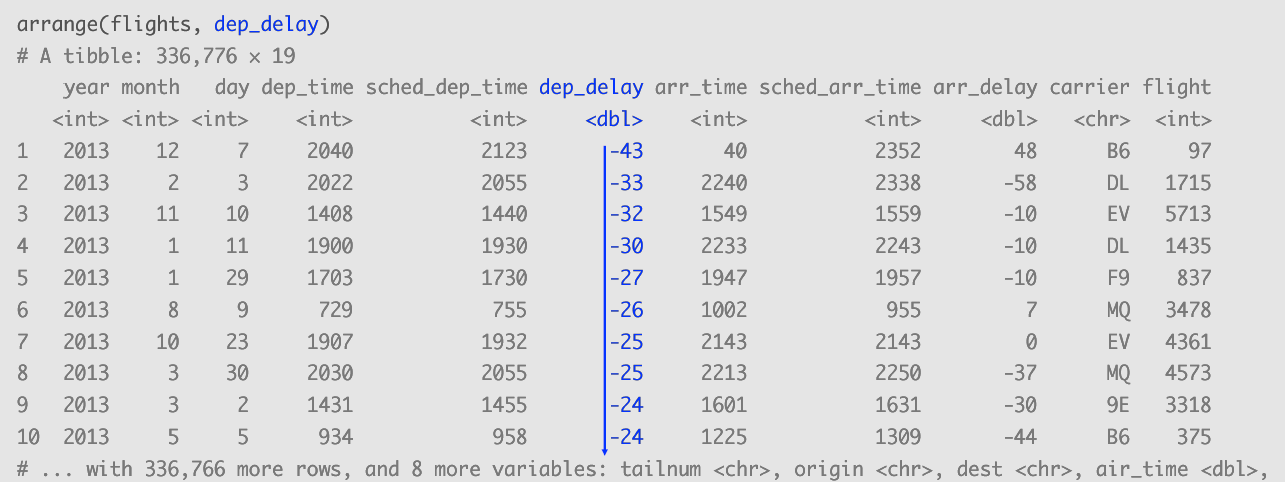 arrange(flights, dep_delay)
# A tibble: 336,776 × 19
year month day dep_time sched_dep_time dep_delay arr_time sched_arr_time arr_delay carrier flight
<int> <int> <int> <int> <int> <dbl> <int> <int> <dbl> <chr> <int>
1 2013 12 7 2040 2123 -43 40 2352 48 B6 97
2 2013 2 3 2022 2055 -33 2240 2338 -58 DL 1715
3 2013 11 10 1408 1440 -32 1549 1559 -10 EV 5713
4 2013 1 11 1900 1930 -30 2233 2243 -10 DL 1435
5 2013 1 29 1703 1730 -27 1947 1957 -10 F9 837
6 2013 8 9 729 755 -26 1002 955 7 MQ 3478
7 2013 10 23 1907 1932 -25 2143 2143 0 EV 4361
8 2013 3 30 2030 2055 -25 2213 2250 -37 MQ 4573
9 2013 3 2 1431 1455 -24 1601 1631 -30 9E 3318
10 2013 5 5 934 958 -24 1225 1309 -44 B6 375
# ... with 336,766 more rows, and 8 more variables: tailnum <chr>, origin <chr>, dest <chr>, air_time <dbl>,